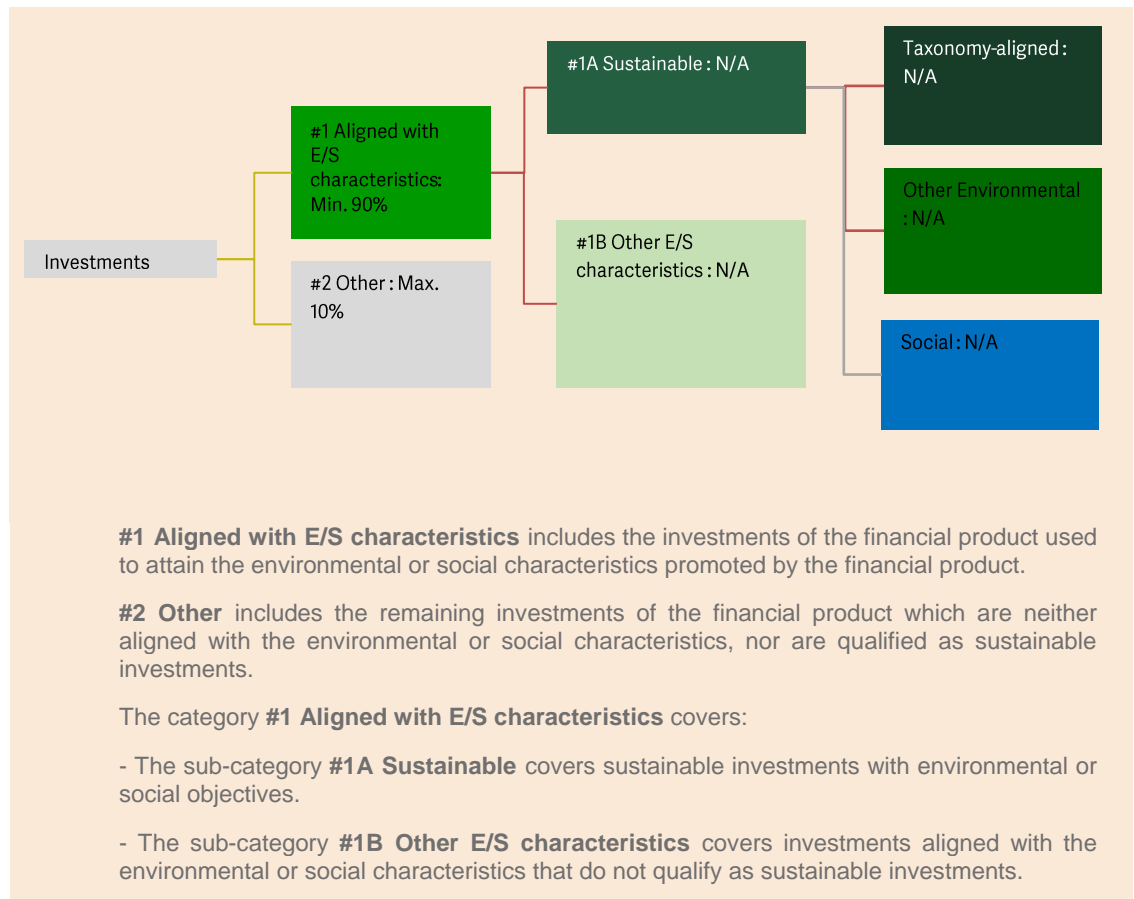 Investments
#1 Aligned with
E/S
characteristics:
Min. 90%
#2 Other : Max.
10%
#1A Sustainable : N/A
#1B Other E/S
characteristics : N/A
Taxonomy-aligned :
N/A
Other Environmental
: N/A
Social : N/A
#1 Aligned with E/S characteristics includes the investments of the financial product used
to attain the environmental or social characteristics promoted by the financial product.
#2 Other includes the remaining investments of the financial product which are neither
aligned with the environmental or social characteristics, nor are qualified as sustainable
investments.
The category #1 Aligned with E/S characteristics covers:
- The sub-category #1A Sustainable covers sustainable investments with environmental or
social objectives.
- The sub-category #1B Other E/S characteristics covers investments aligned with the
environmental or social characteristics that do not qualify as sustainable investments.